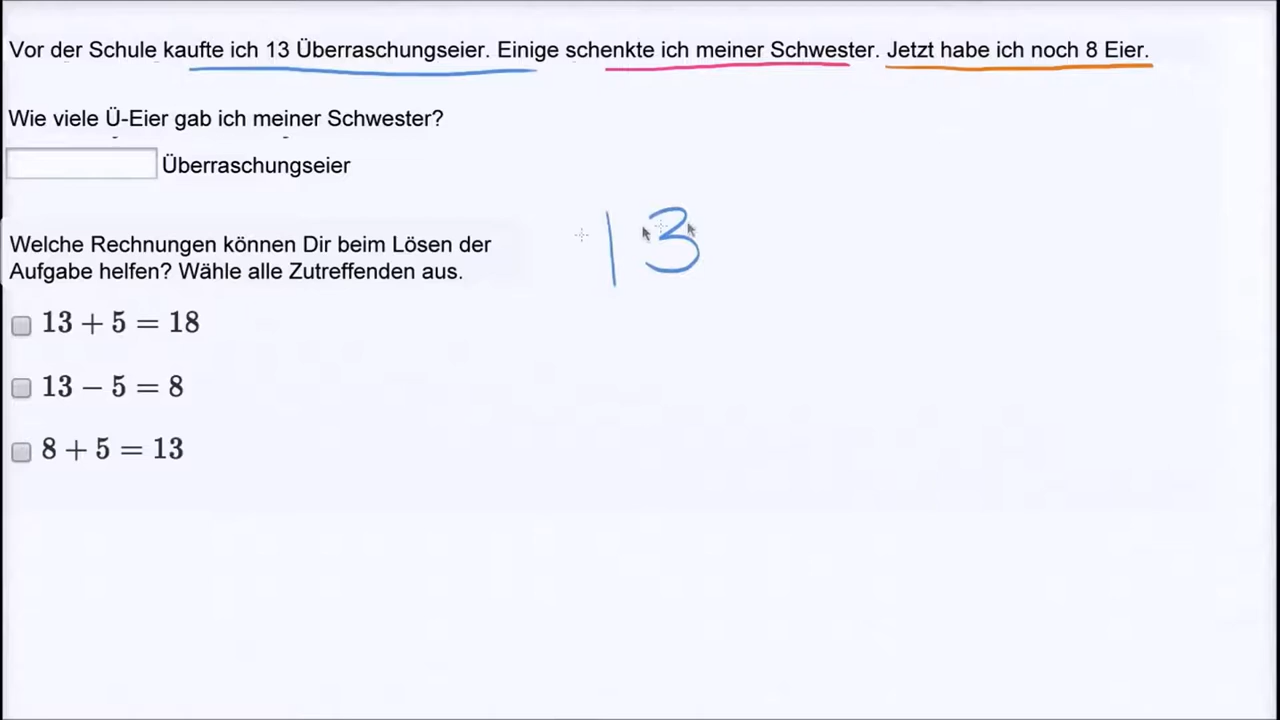 Vor der Schule kaufte ich 13 Überraschungseier. Einige schenkte ich meiner Schwester. Jetzt habe ich noch 8 Eier.
Wie viele Ü-Eier gab ich meiner Schwester?
Überraschungseier
13
Welche Rechnungen können Dir beim Lösen der
Aufgabe helfen? Wähle alle Zutreffenden aus.
13 + 5 = 18
13 − 5 = 8
8 + 5 = 13